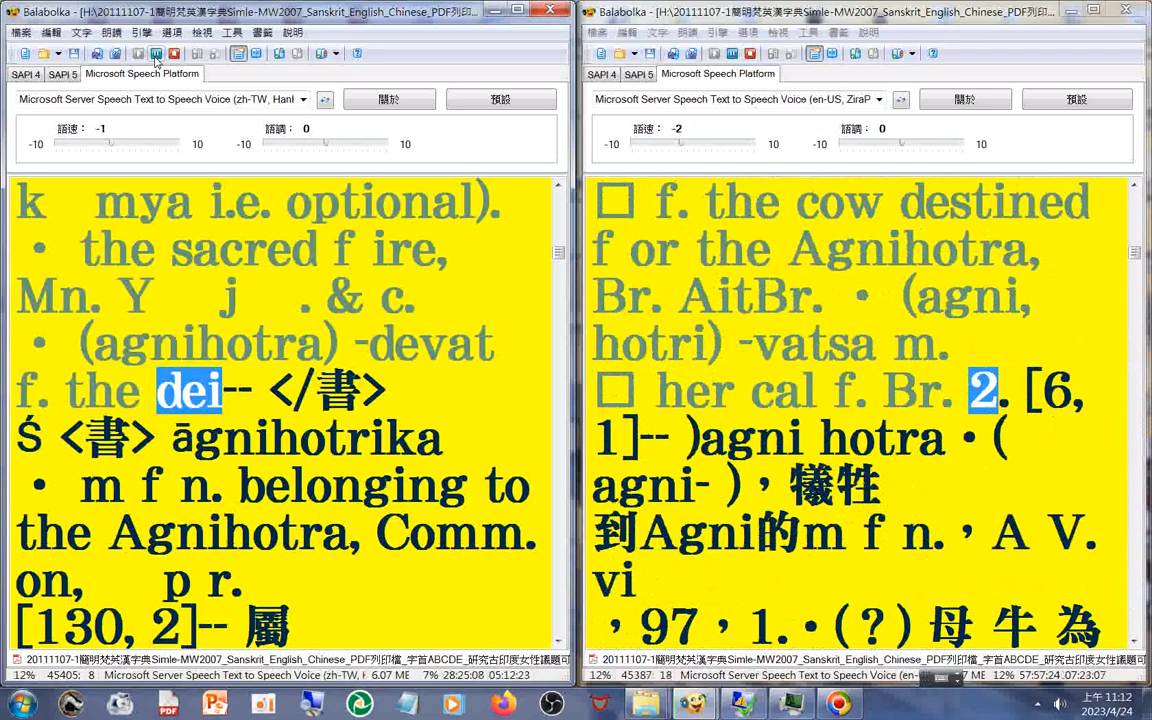 Balabolka - [H:\20111107-1簡明梵英漢字典Simle-MW2007_Sanskrit_English_Chinese_PDF列印...
檔案 編輯 文字 朗讀 引擎 選項 檢視 工具 書籤 說明
SAPI 4 SAPI 5 Microsoft Speech Platform
Microsoft Server Speech Text to Speech Voice (zh-TW, Hanl 關於 預設
語速： -1 語調： 0
-10 10 -10 10
k mya i.e. optional).
• the sacred f ire,
Mn. Y j . & c.
• (agnihotra) -devat
f. the dei-- </書>
Ś <書> āgnihotrika
• m f n. belonging to
the Agnihotra, Comm.
on, p r.
[130, 2]-- 屬
20111107-1簡明梵英漢字典Simle-MW2007_Sanskrit_English_Chinese_PDF列印檔_字首ABCDE_研究古印度女性議題可
12% 45405: 8 Microsoft Server Speech Text to Speech Voice (zh-TW, H 6.07 ME 7% 28:25:08 05:12:23
Balabolka - [H:\20111107-1簡明梵英漢字典Simle-MW2007_Sanskrit_English_Chinese_PDF列印...
檔案 編輯 文字 朗讀 引擎 選項 檢視 工具 書籤 說明
SAPI 4 SAPI 5 Microsoft Speech Platform
Microsoft Server Speech Text to Speech Voice (en-US, ZiraP 關於 預設
語速： -2 語調： 0
-10 10 -10 10
□ f. the cow destined
f or the Agnihotra,
Br. AitBr. • (agni,
hotri) -vatsa m.
□ her cal f. Br. 2. [6,
1]-- )agni hotra • (
agni- )，犧牲
到Agni的m f n.，A V.
vi
，97，1.•(？) 母 牛 為
20111107-1簡明梵英漢字典Simle-MW2007_Sanskrit_English_Chinese_PDF列印檔_字首ABCDE_研究古印度女性議題可
12% 45387: 18 Microsoft Server Speech Text to Speech Voice (en-US, 12% 57:57:24 07:23:07
上午 11:12
2023/4/24